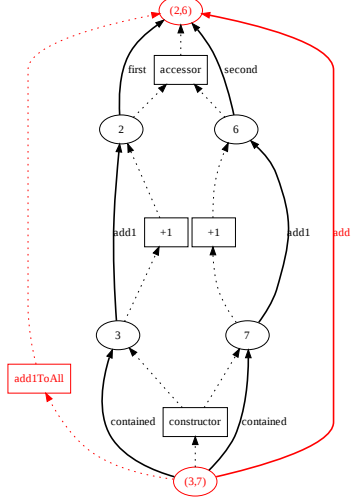 (2,6)
first
accessor
second
2
6
add1
+1
+1
add1
add
3
7
add1ToAll
contained
constructor
contained
(3,7)